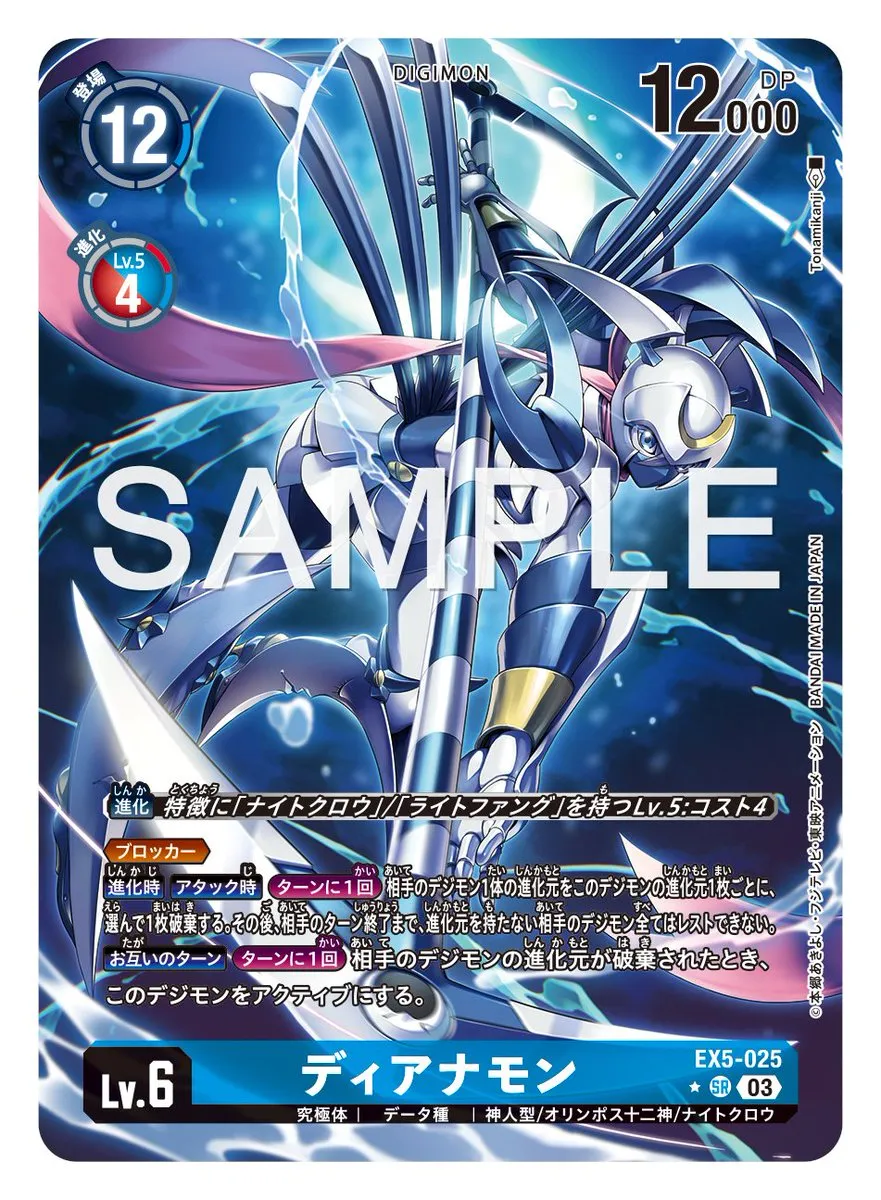 DIGIMON
登場
12
12000
DP
進化
Lv.5
4
Tonamikanji
SAMPLE
©本郷あきよし・フジテレビ・東映アニメーション BANDAI MADE IN JAPAN
進化 特徴に「ナイトクロウ」/「ライトファング」を持つLv.5:コスト4
ブロッカー
進化時 アタック時 ターンに1回 相手のデジモン1体の進化元をこのデジモンの進化元1枚ごとに、
選んで1枚破棄する。その後、相手のターン終了まで、進化元を持たない相手のデジモン全てはレストできない。
お互いのターン ターンに1回 相手のデジモンの進化元が破棄されたとき、
このデジモンをアクティブにする。
Lv.6
ディアナモン
EX5-025
SR 03
究極体 | データ種 | 神人型/オリンポス十二神/ナイトクロウ